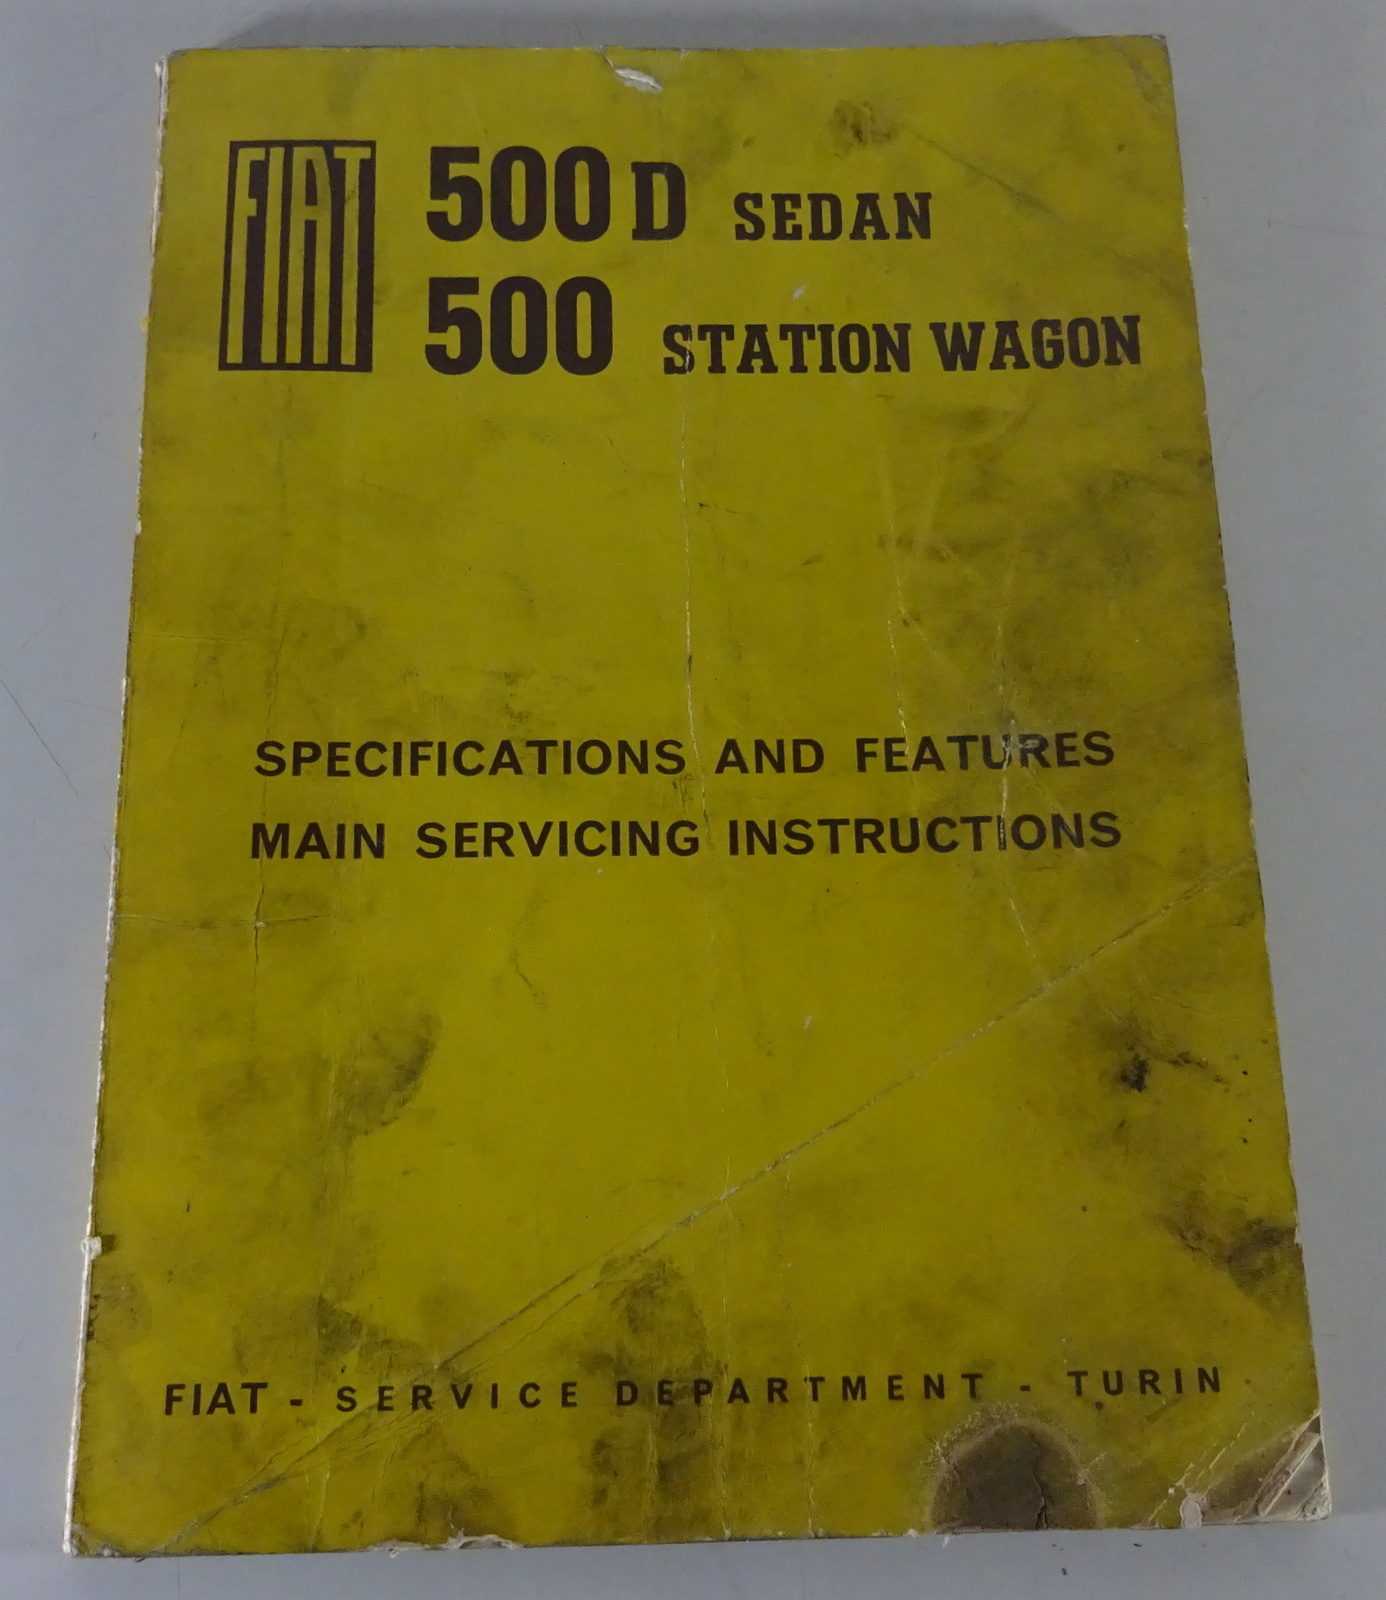 FIAT
500 D SEDAN
500 STATION WAGON
SPECIFICATIONS AND FEATURES
MAIN SERVICING INSTRUCTIONS
FIAT - SERVICE DEPARTMENT - TURIN